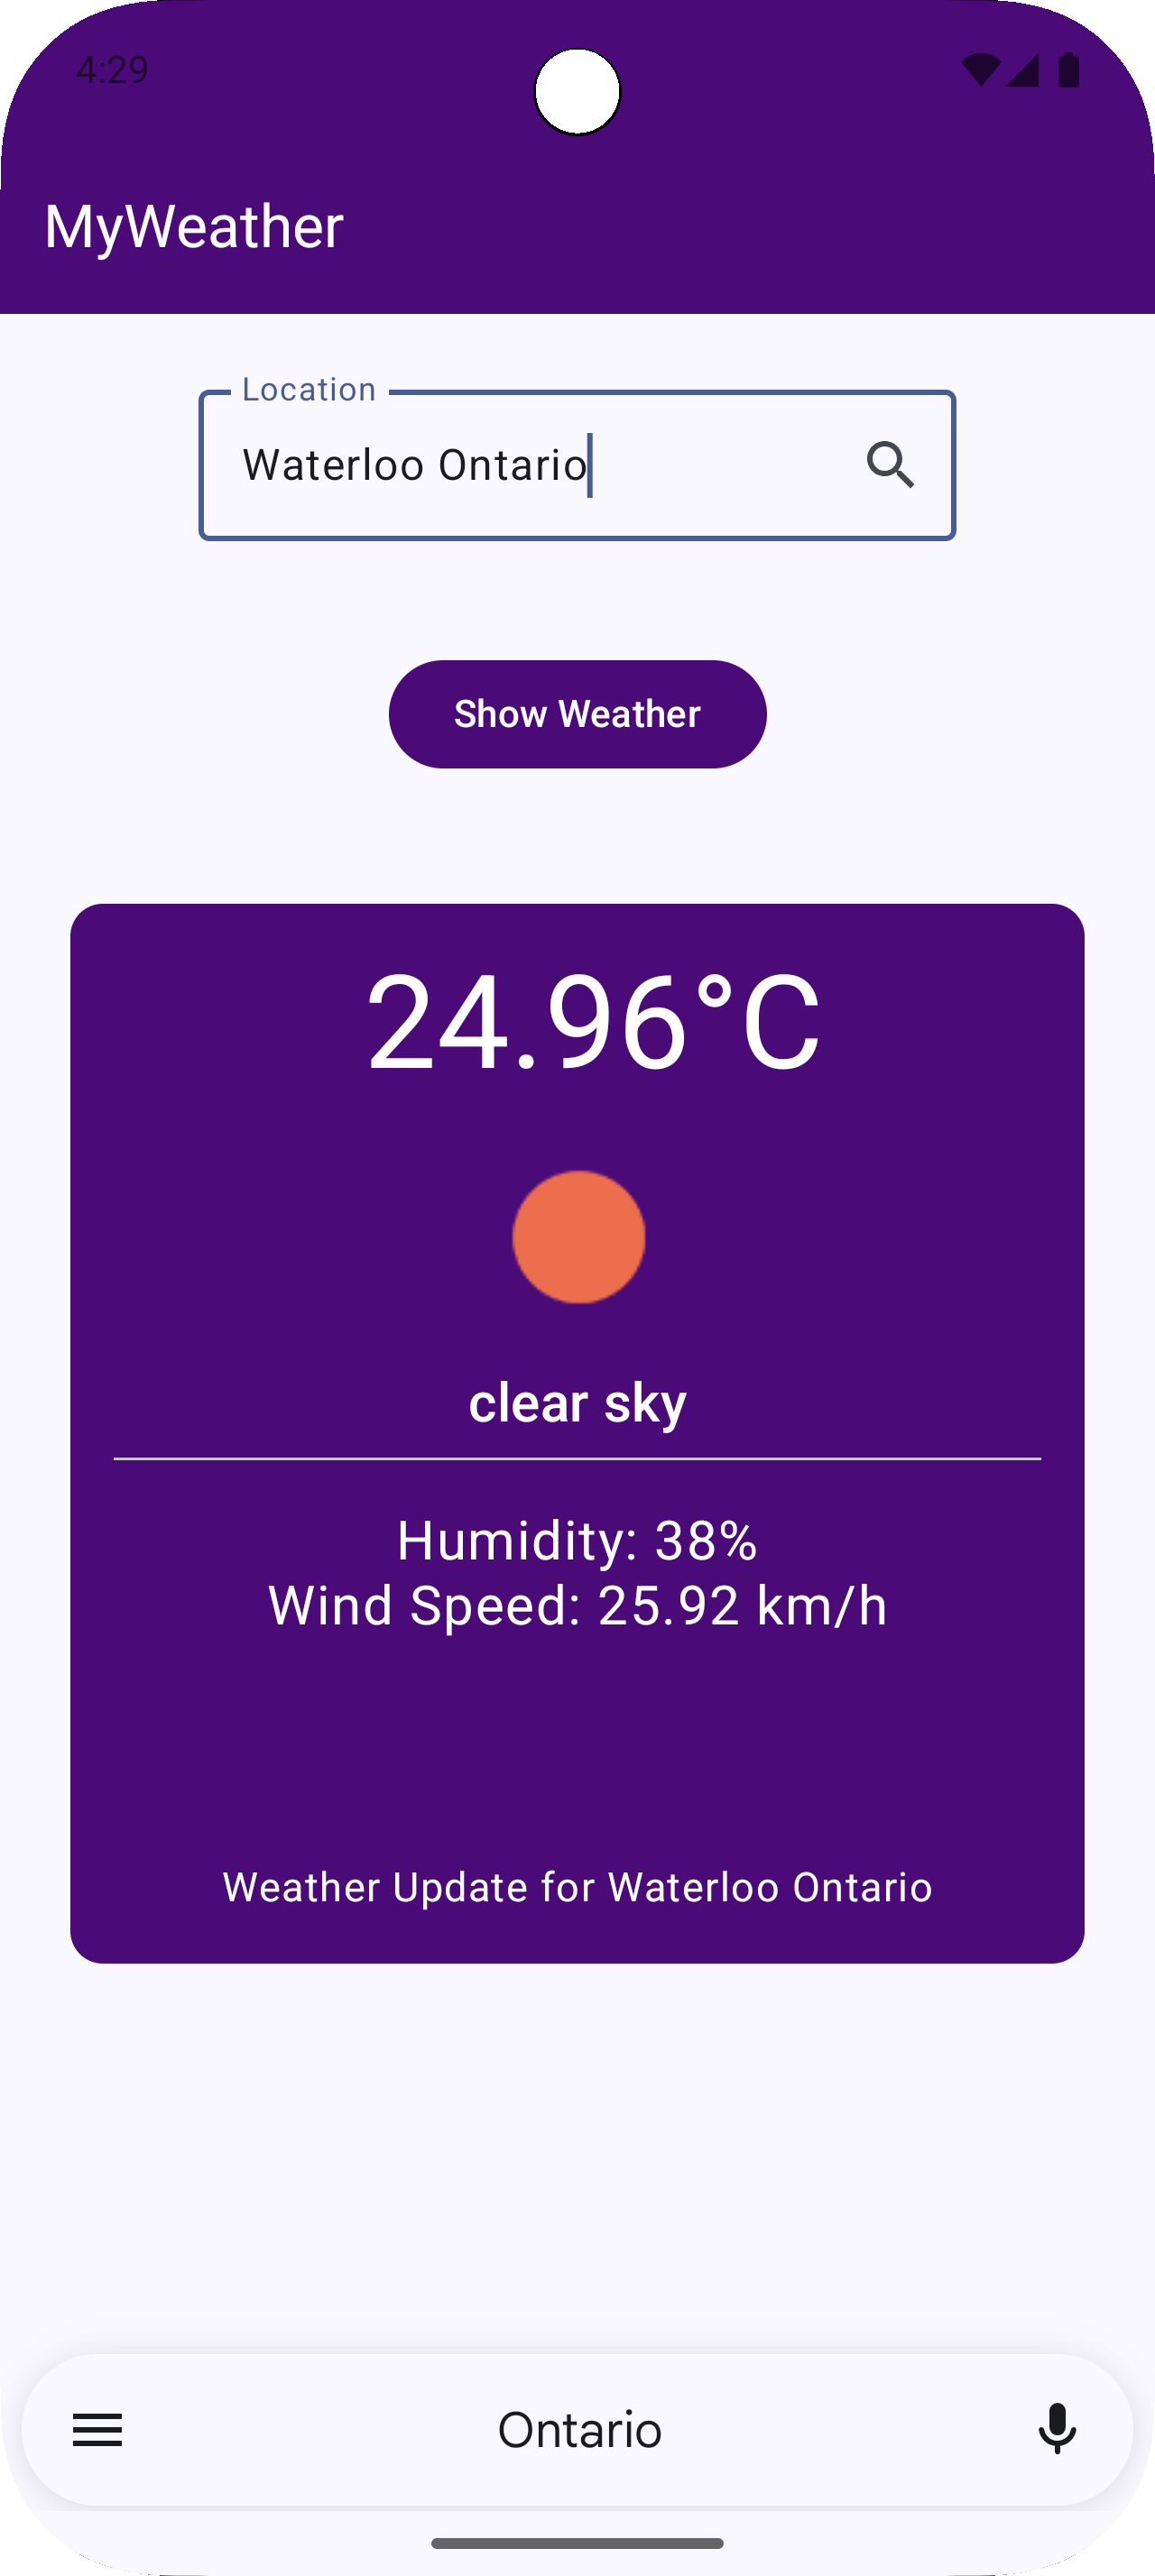 4:29
MyWeather
Location
Waterloo Ontario
Show Weather
24.96°C
clear sky
Humidity: 38%
Wind Speed: 25.92 km/h
Weather Update for Waterloo Ontario
Ontario